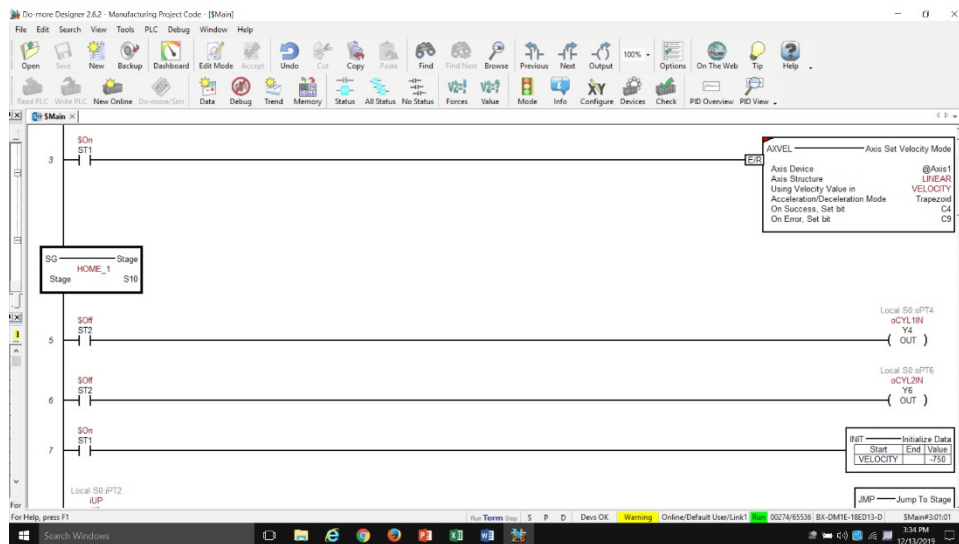 Do-more Designer 2.6.2 - Manufacturing Project Code - [$Main]
File Edit Search View Tools PLC Debug Window Help
Open Save New Backup Dashboard Edit Mode Accept Undo Cut Copy Paste Find Find Next Browse Previous Next Output 100% Options On The Web Tip Help
Read PLC Write PLC New Online Do-more/Sim Data Debug Trend Memory Status All Status No Status Forces Value Mode Info Configure Devices Check PID Overview PID View
$Main
3
$On
ST1
E/R
AXVEL Axis Set Velocity Mode
Axis Device @Axis1
Axis Structure LINEAR
Using Velocity Value in VELOCITY
Acceleration/Deceleration Mode Trapezoid
On Success, Set bit C4
On Error, Set bit C9
SG Stage
HOME_1
Stage S10
5
$Off
ST2
Local S0:oPT4
oCYL1IN
Y4
( OUT )
6
$Off
ST2
Local S0:oPT6
oCYL2IN
Y6
( OUT )
7
$On
ST1
INIT Initialize Data
Start End Value
VELOCITY -750
Local S0:iPT2
iUP
JMP Jump To Stage
For
For Help, press F1
Run Term S P D Devs OK Warning Online/Default User/Link1 Run 00274/65536 BX-DM1E-18ED13-D $Main#3:01:01
Search Windows
3:34 PM
12/13/2019